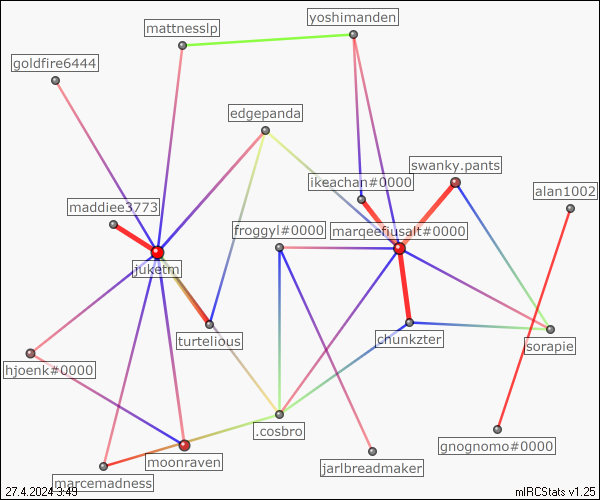 yoshimanden
mattnesslp
goldfire6444
edgepanda
swanky.pants
ikeachan#0000
alan1002
maddiee3773
froggyl#0000
marqeefiusalt#0000
juketm
turtelious
chunkzter
sorapie
hjoenk#0000
.cosbro
gnognomo#0000
moonraven
jarlbreadmaker
marcemadness
27.4.2024 3:49
mIRCStats v1.25